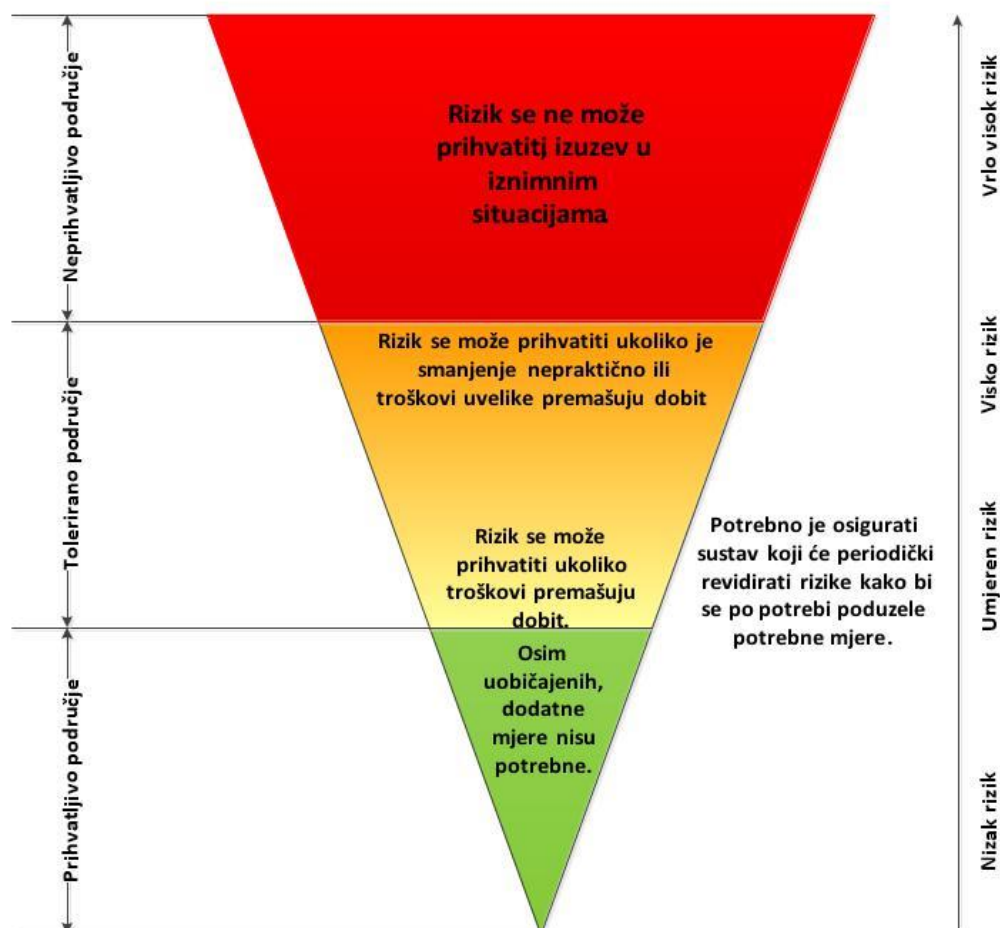 Neprihvatljivo područje
Tolerirano područje
Prihvatljivo područje
Rizik se ne može
prihvatitj izuzev u
iznimnim
situacijama
Rizik se može prihvatiti ukoliko je
smanjenje nepraktično ili
troškovi uvelike premašuju dobit
Rizik se može
prihvatiti ukoliko
troškovi premašuju
dobit.
Osim
uobičajenih,
dodatne
mjere nisu
potrebne.
Potrebno je osigurati
sustav koji će periodički
revidirati rizike kako bi
se po potrebi poduzele
potrebne mjere.
Vrlo visok rizik
Visko rizik
Umjeren rizik
Nizak rizik